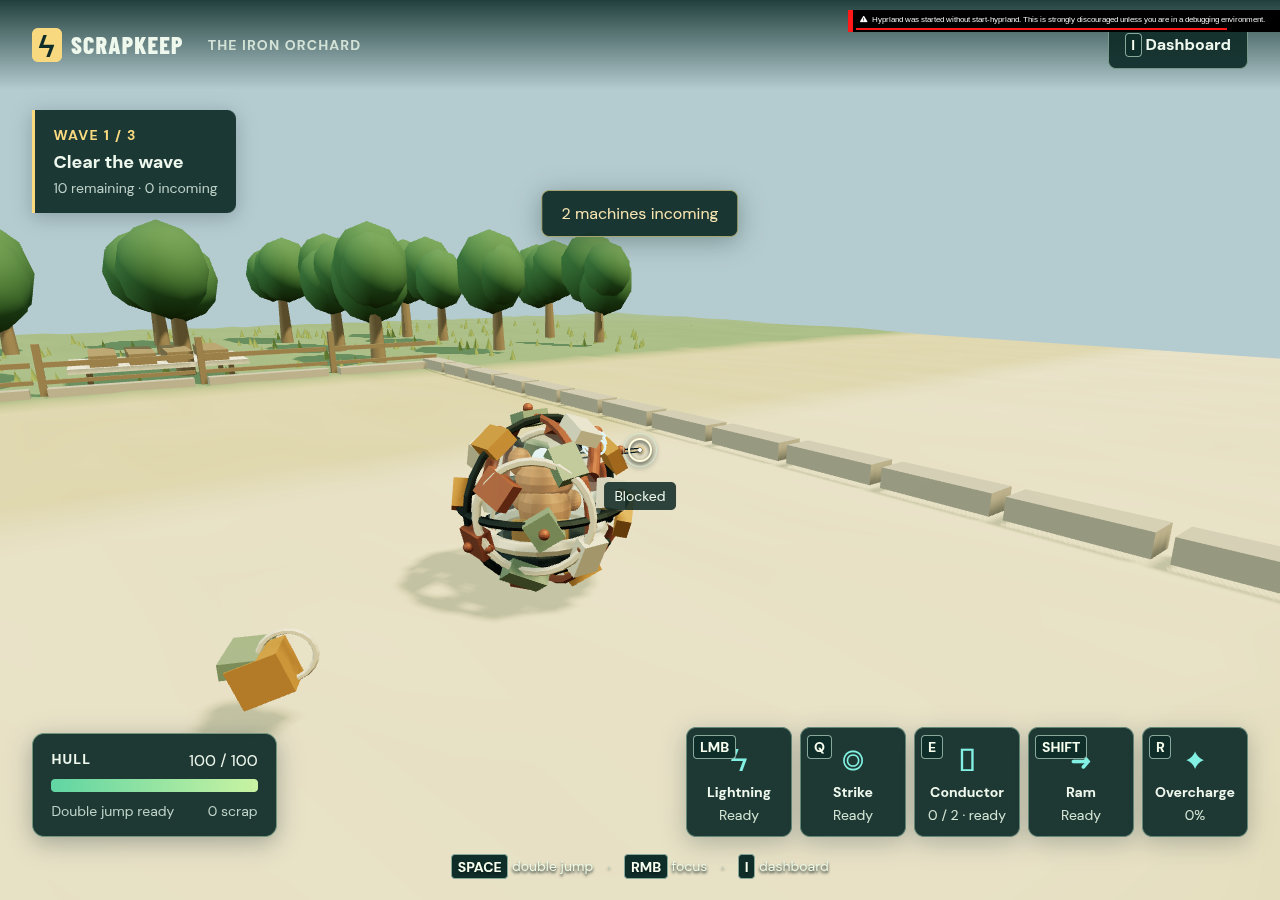 Hyprland was started without start-hyprland. This is strongly discouraged unless you are in a debugging environment.
SCRAPKEEP
THE IRON ORCHARD
I Dashboard
WAVE 1 / 3
Clear the wave
10 remaining · 0 incoming
2 machines incoming
Blocked
HULL
100 / 100
Double jump ready
0 scrap
LMB
Lightning
Ready
Q
Strike
Ready
E
Conductor
0 / 2 · ready
SHIFT
Ram
Ready
R
Overcharge
0%
SPACE double jump · RMB focus · I dashboard